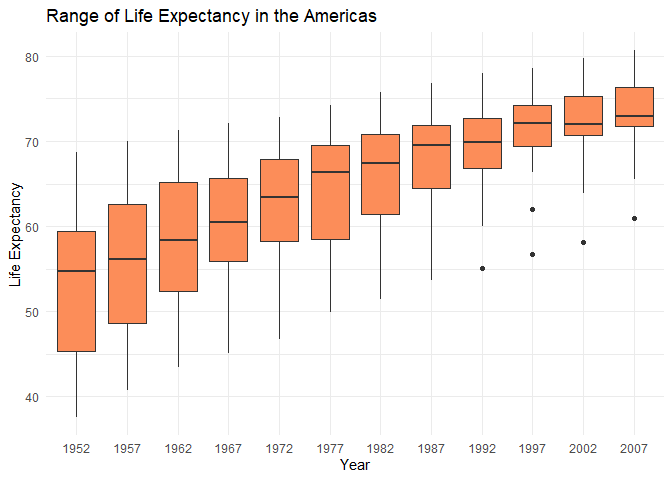 Range of Life Expectancy in the Americas
80
70
60
50
40
Life Expectancy
1952 1957 1962 1967 1972 1977 1982 1987 1992 1997 2002 2007
Year